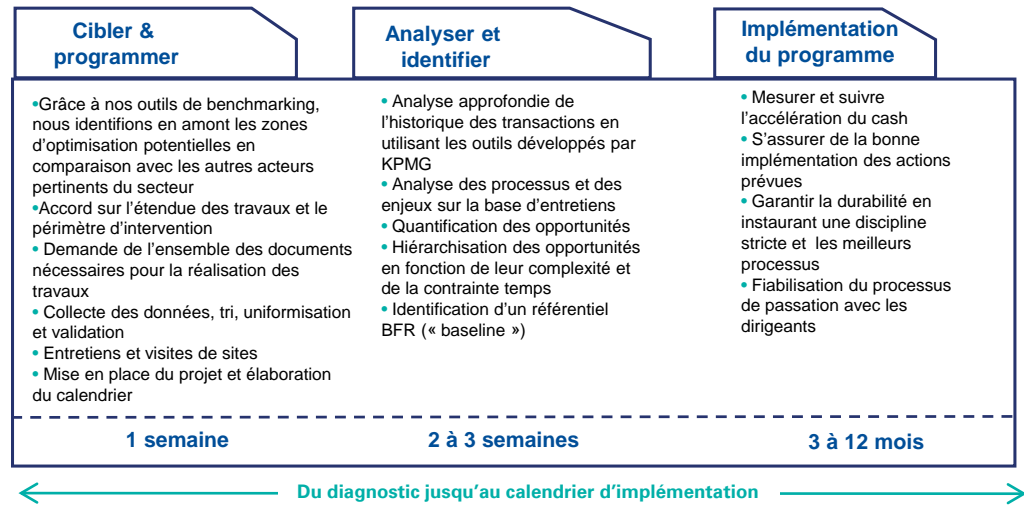 Cibler &
programmer
•Grâce à nos outils de benchmarking,
nous identifions en amont les zones
d'optimisation potentielles en
comparaison avec les autres acteurs
pertinents du secteur
•Accord sur l'étendue des travaux et le
périmètre d'intervention
• Demande de l'ensemble des documents
nécessaires pour la réalisation des
travaux
• Collecte des données, tri, uniformisation
et validation
• Entretiens et visites de sites
• Mise en place du projet et élaboration
du calendrier
1 semaine
Analyser et
identifier
• Analyse approfondie de
l'historique des transactions en
utilisant les outils développés par
KPMG
• Analyse des processus et des
enjeux sur la base d'entretiens
• Quantification des opportunités
• Hiérarchisation des opportunités
en fonction de leur complexité et
de la contrainte temps
• Identification d'un référentiel
BFR (« baseline »)
2 à 3 semaines
Implémentation
du programme
• Mesurer et suivre
l'accélération du cash
• S'assurer de la bonne
implémentation des actions
prévues
• Garantir la durabilité en
instaurant une discipline
stricte et les meilleurs
processus
• Fiabilisation du processus
de passation avec les
dirigeants
3 à 12 mois
Du diagnostic jusqu'au calendrier d'implémentation